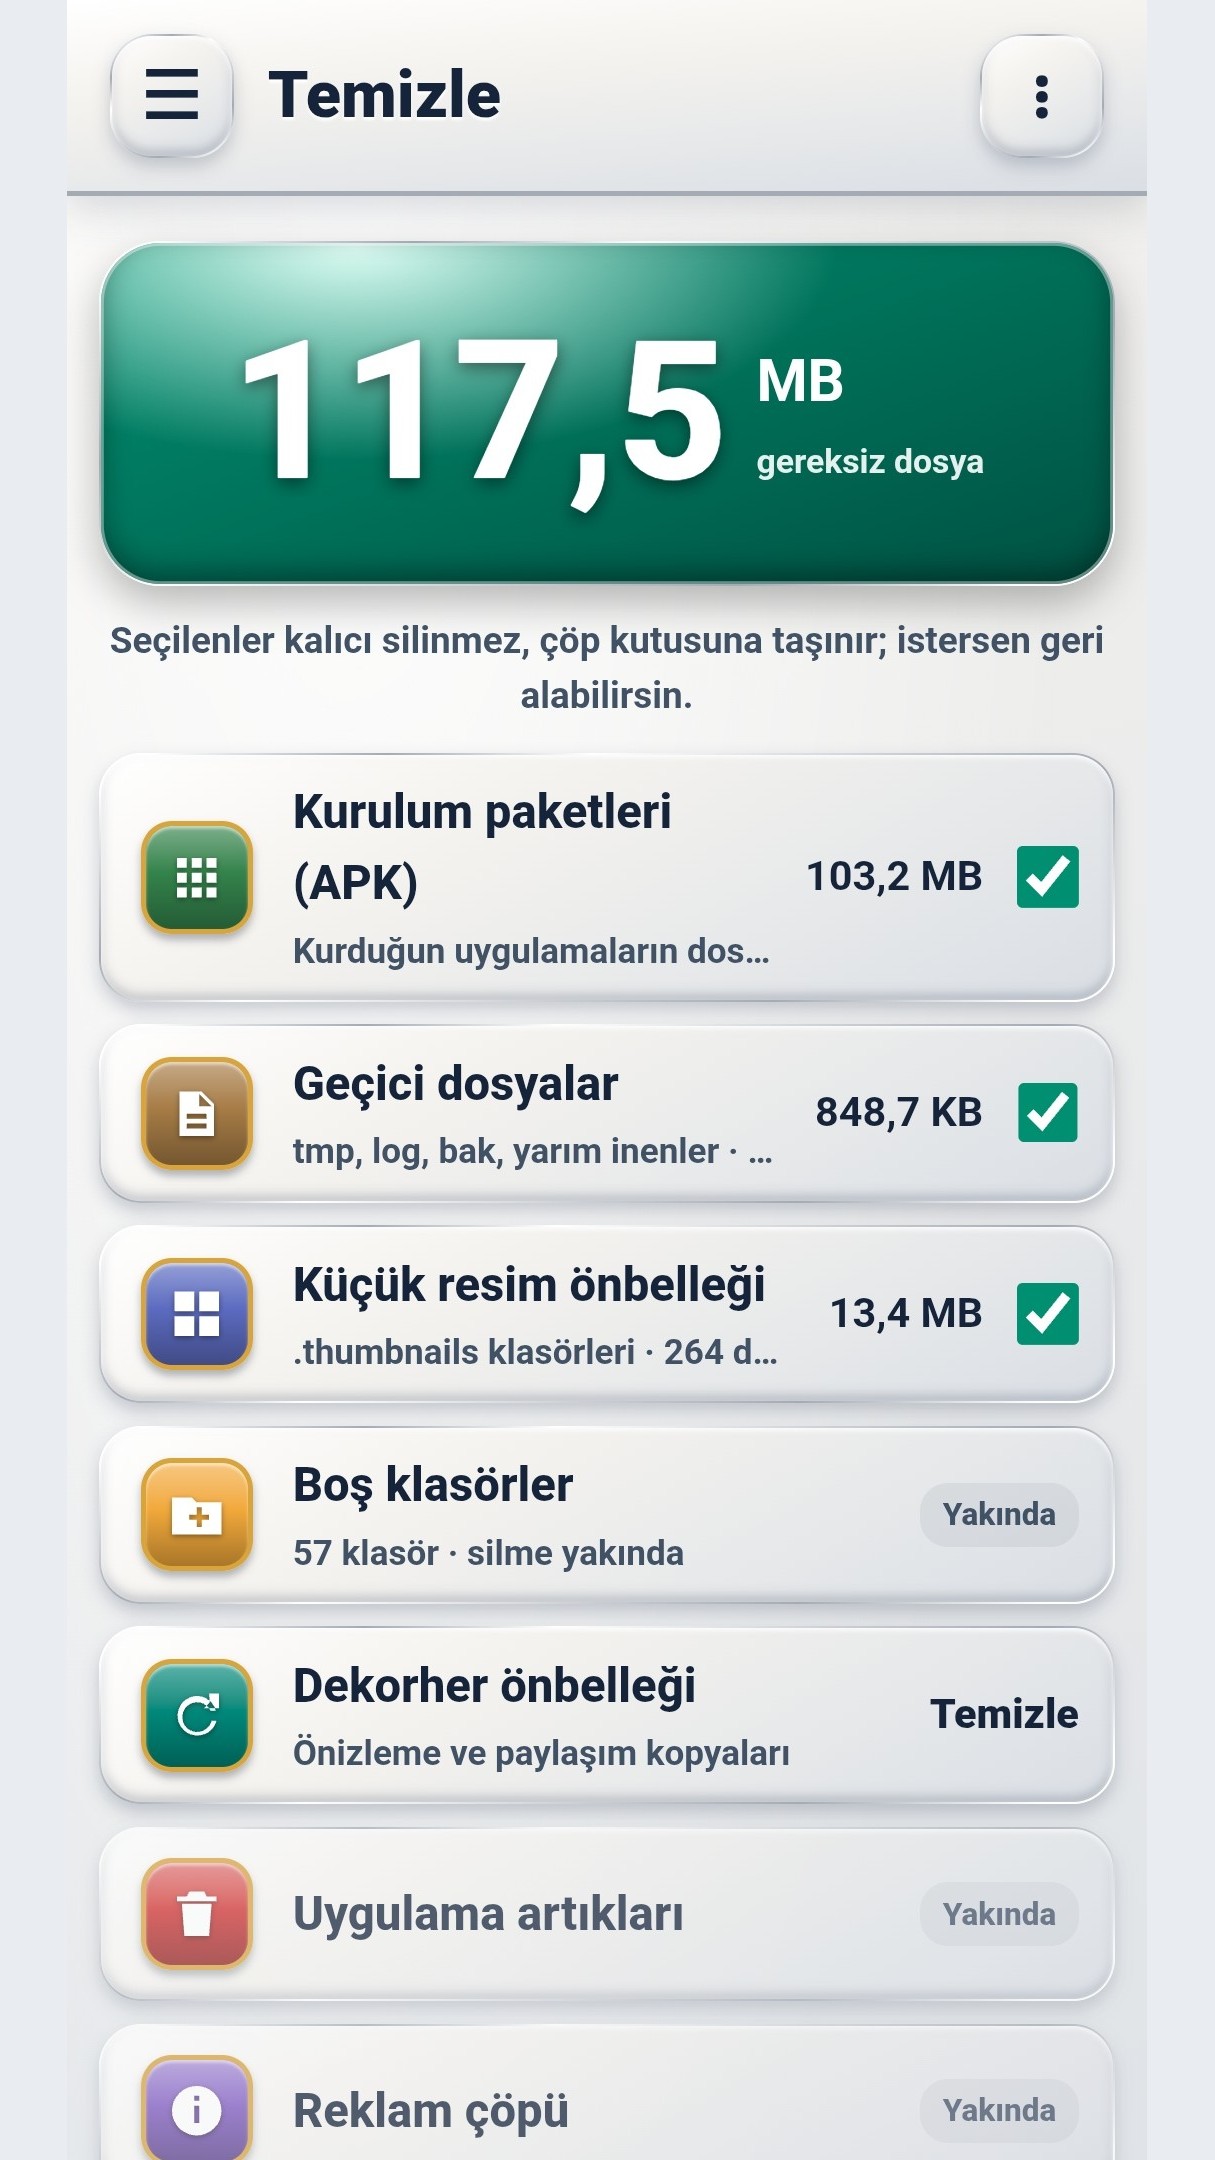 Temizle
117,5 MB
gereksiz dosya
Seçilenler kalıcı silinmez, çöp kutusuna taşınır; istersen geri
alabilirsin.
Kurulum paketleri
(APK)
Kurduğun uygulamaların dos...
103,2 MB
Geçici dosyalar
tmp, log, bak, yarım inenler · ...
848,7 KB
Küçük resim önbelleği
.thumbnails klasörleri · 264 d...
13,4 MB
Boş klasörler
57 klasör · silme yakında
Yakında
Dekorher önbelleği
Önizleme ve paylaşım kopyaları
Temizle
Uygulama artıkları
Yakında
Reklam çöpü
Yakında